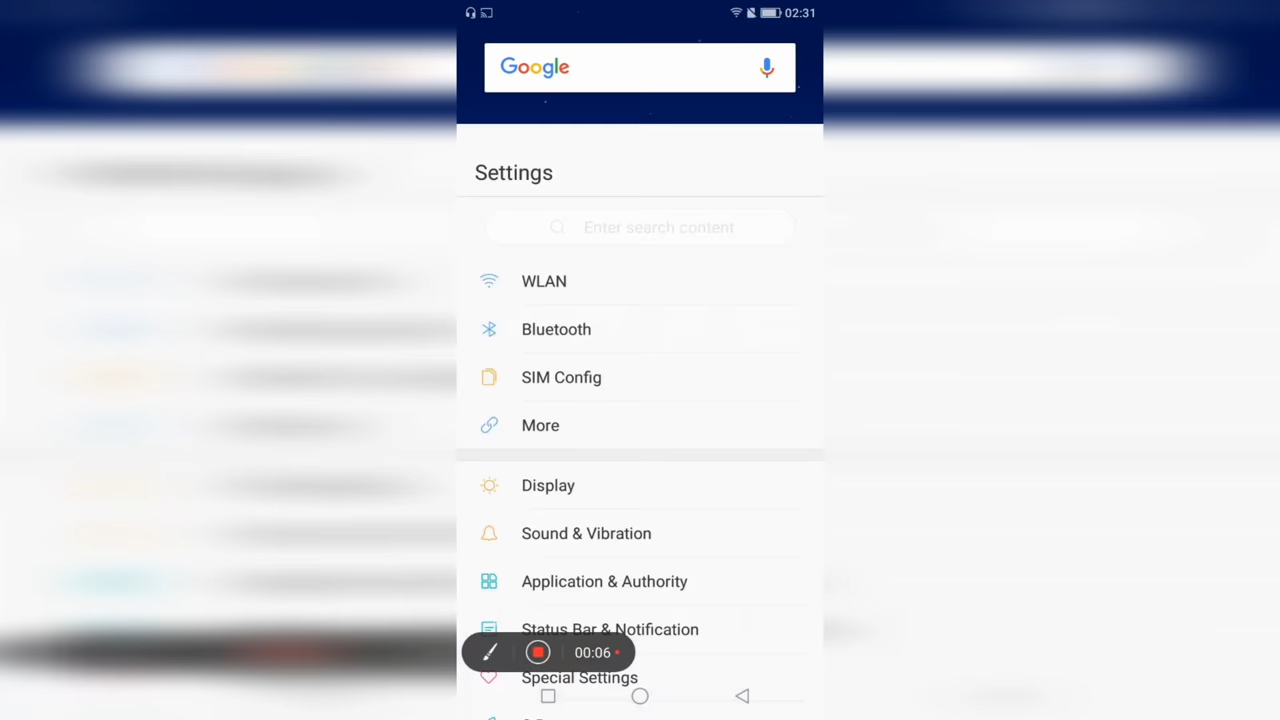 02:31
Google
Settings
Enter search content
WLAN
Bluetooth
SIM Config
More
Display
Sound & Vibration
Application & Authority
Status Bar & Notification
00:06
Special Settings